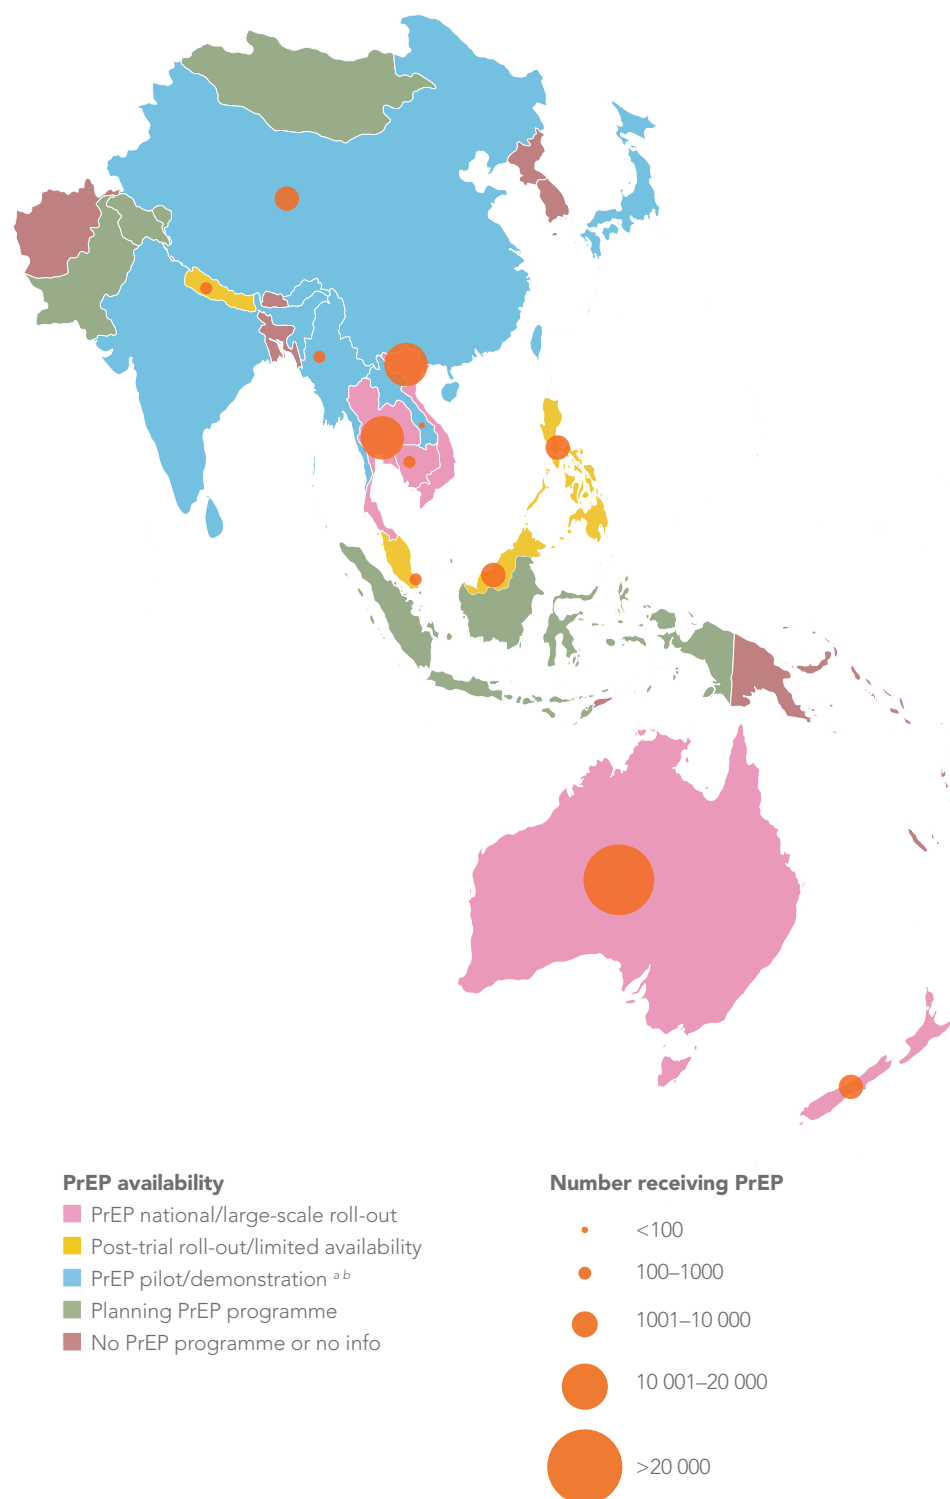 PrEP availability
PrEP national/large-scale roll-out
Post-trial roll-out/limited availability
PrEP pilot/demonstration a b
Planning PrEP programme
No PrEP programme or no info
Number receiving PrEP
<100
100–1000
1001–10 000
10 001–20 000
>20 000